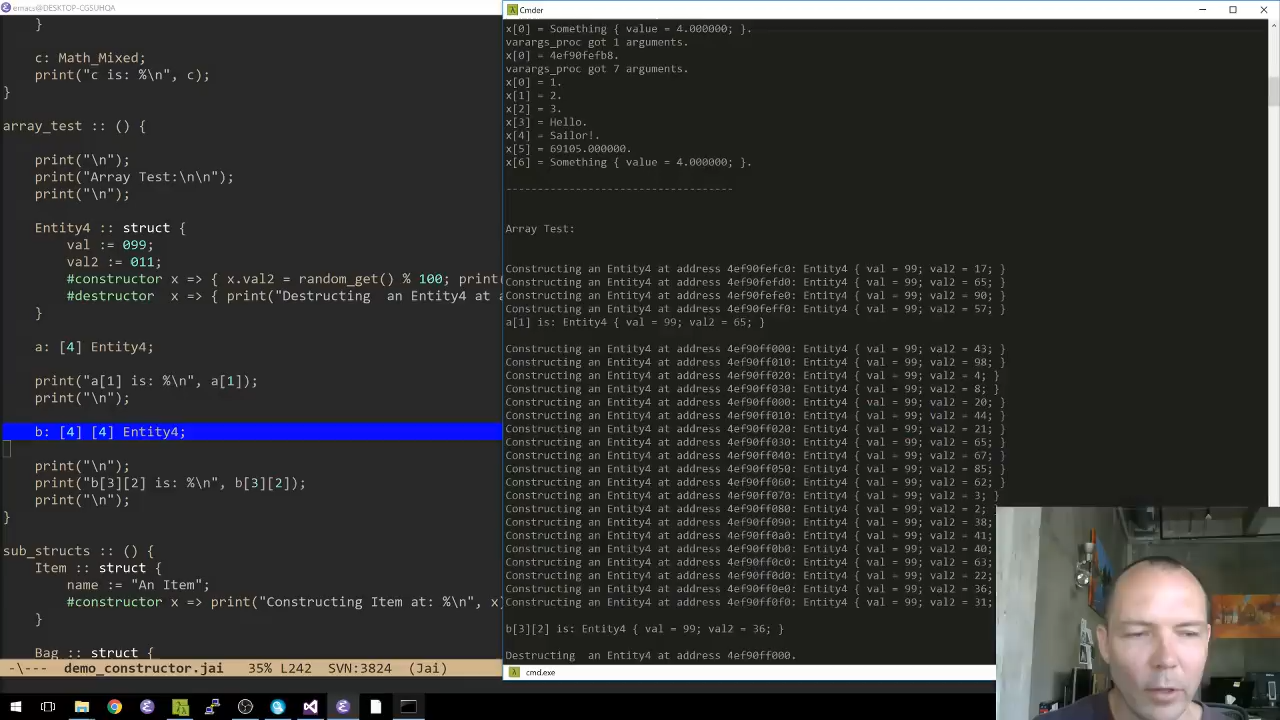 emacs@DESKTOP-CGSUHQA
}
c: Math_Mixed;
print("c is: %\n", c);
}
array_test :: () {
print("\n");
print("Array Test:\n\n");
print("\n");
Entity4 :: struct {
val := 099;
val2 := 011;
#constructor x => { x.val2 = random_get() % 100; print(
#destructor  x => { print("Destructing  an Entity4 at a
}
a: [4] Entity4;
print("a[1] is: %\n", a[1]);
print("\n");
b: [4] [4] Entity4;
print("\n");
print("b[3][2] is: %\n", b[3][2]);
print("\n");
}
sub_structs :: () {
Item :: struct {
name := "An Item";
#constructor x => print("Constructing Item at: %\n", x)
}
Bag :: struct {
-\---  demo_constructor.jai   35% L242  SVN:3824  (Jai)
Cmder
x[0] = Something { value = 4.000000; }.
varargs_proc got 1 arguments.
x[0] = 4ef90fefb8.
varargs_proc got 7 arguments.
x[0] = 1.
x[1] = 2.
x[2] = 3.
x[3] = Hello.
x[4] = Sailor!.
x[5] = 69105.000000.
x[6] = Something { value = 4.000000; }.
------------------------------------
Array Test:
Constructing an Entity4 at address 4ef90fefc0: Entity4 { val = 99; val2 = 17; }
Constructing an Entity4 at address 4ef90fefd0: Entity4 { val = 99; val2 = 65; }
Constructing an Entity4 at address 4ef90fefe0: Entity4 { val = 99; val2 = 90; }
Constructing an Entity4 at address 4ef90feff0: Entity4 { val = 99; val2 = 57; }
a[1] is: Entity4 { val = 99; val2 = 65; }
Constructing an Entity4 at address 4ef90ff000: Entity4 { val = 99; val2 = 43; }
Constructing an Entity4 at address 4ef90ff010: Entity4 { val = 99; val2 = 98; }
Constructing an Entity4 at address 4ef90ff020: Entity4 { val = 99; val2 = 4; }
Constructing an Entity4 at address 4ef90ff030: Entity4 { val = 99; val2 = 8; }
Constructing an Entity4 at address 4ef90ff000: Entity4 { val = 99; val2 = 20; }
Constructing an Entity4 at address 4ef90ff010: Entity4 { val = 99; val2 = 44; }
Constructing an Entity4 at address 4ef90ff020: Entity4 { val = 99; val2 = 21; }
Constructing an Entity4 at address 4ef90ff030: Entity4 { val = 99; val2 = 65; }
Constructing an Entity4 at address 4ef90ff040: Entity4 { val = 99; val2 = 67; }
Constructing an Entity4 at address 4ef90ff050: Entity4 { val = 99; val2 = 85; }
Constructing an Entity4 at address 4ef90ff060: Entity4 { val = 99; val2 = 62; }
Constructing an Entity4 at address 4ef90ff070: Entity4 { val = 99; val2 = 3; }
Constructing an Entity4 at address 4ef90ff080: Entity4 { val = 99; val2 = 2; }
Constructing an Entity4 at address 4ef90ff090: Entity4 { val = 99; val2 = 38;
Constructing an Entity4 at address 4ef90ff0a0: Entity4 { val = 99; val2 = 41;
Constructing an Entity4 at address 4ef90ff0b0: Entity4 { val = 99; val2 = 40;
Constructing an Entity4 at address 4ef90ff0c0: Entity4 { val = 99; val2 = 63;
Constructing an Entity4 at address 4ef90ff0d0: Entity4 { val = 99; val2 = 22;
Constructing an Entity4 at address 4ef90ff0e0: Entity4 { val = 99; val2 = 36;
Constructing an Entity4 at address 4ef90ff0f0: Entity4 { val = 99; val2 = 31;
b[3][2] is: Entity4 { val = 99; val2 = 36; }
Destructing  an Entity4 at address 4ef90ff000.
cmd.exe